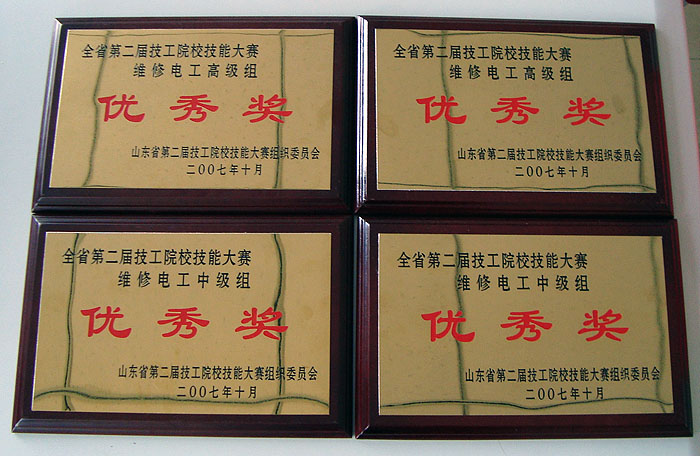 全省第二届技工院校技能大赛
维修电工高级组
优秀奖
山东省第二届技工院校技能大赛组织委员会
二00七年十月
全省第二届技工院校技能大赛
维修电工高级组
优秀奖
山东省第二届技工院校技能大赛组织委员会
二00七年十月
全省第二届技工院校技能大赛
维修电工中级组
优秀奖
山东省第二届技工院校技能大赛组织委员会
二00七年十月
全省第二届技工院校技能大赛
维修电工中级组
优秀奖
山东省第二届技工院校技能大赛组织委员会
二00七年十月